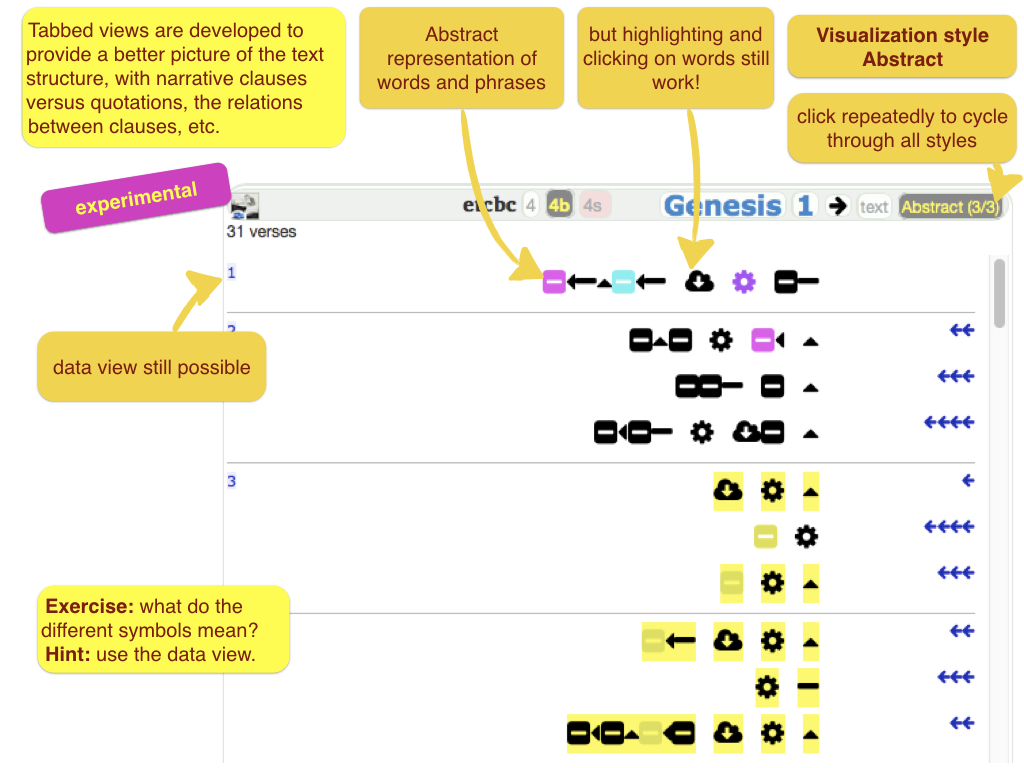 Tabbed views are developed to
provide a better picture of the text
structure, with narrative clauses
versus quotations, the relations
between clauses, etc.
Abstract
representation of
words and phrases
but highlighting and
clicking on words still
work!
Visualization style
Abstract
click repeatedly to cycle
through all styles
experimental
etcbc 4 4b 4s Genesis 1 text Abstract (3/3)
31 verses
1
2
data view still possible
3
Exercise: what do the
different symbols mean?
Hint: use the data view.